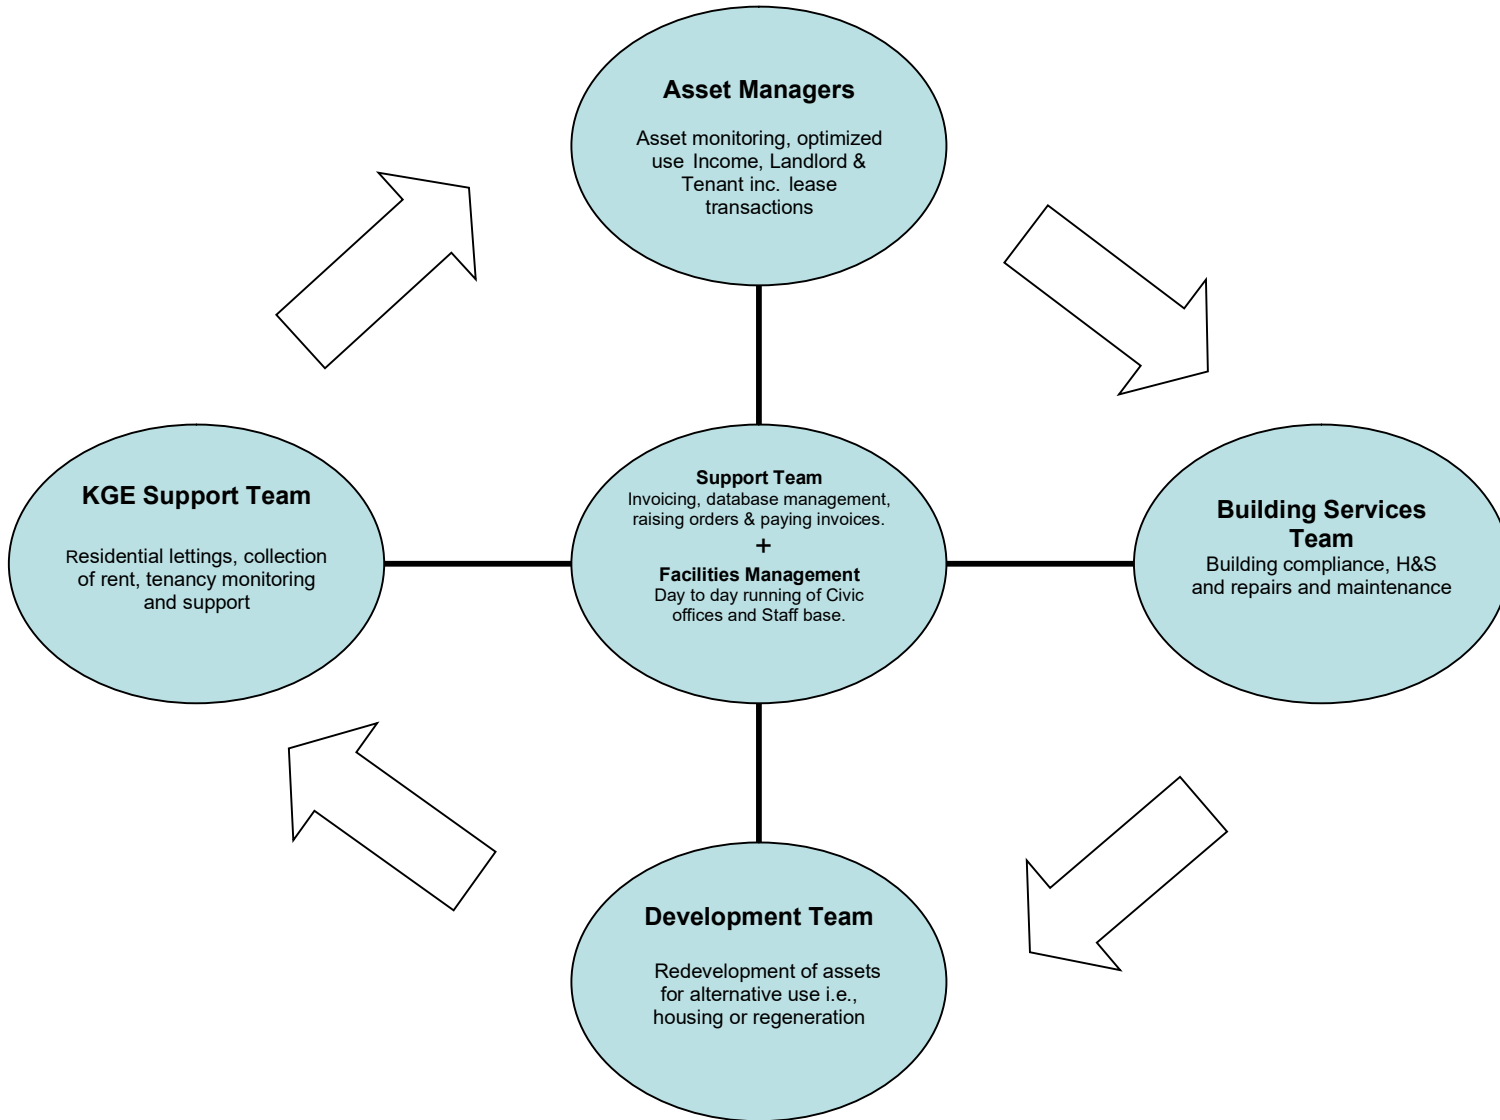 Asset Managers
Asset monitoring, optimized
use Income, Landlord &
Tenant inc. lease
transactions
KGE Support Team
Residential lettings, collection
of rent, tenancy monitoring
and support
Support Team
Invoicing, database management,
raising orders & paying invoices.
+
Facilities Management
Day to day running of Civic
offices and Staff base.
Building Services
Team
Building compliance, H&S
and repairs and maintenance
Development Team
Redevelopment of assets
for alternative use i.e.,
housing or regeneration